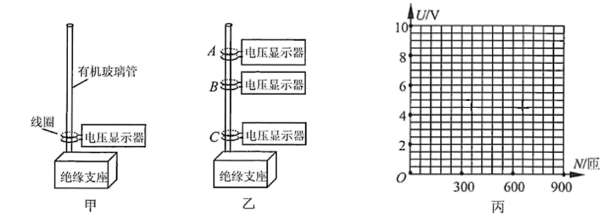 有机玻璃管
线圈
电压显示器
绝缘支座
甲
A
电压显示器
B
电压显示器
C
电压显示器
绝缘支座
乙
U/V
10
8
6
4
2
O
300
600
900
N/匝
丙